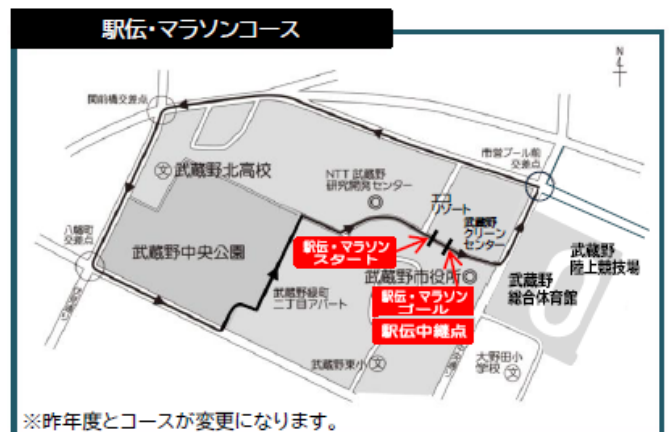 駅伝・マラソンコース
N
関前橋交差点
市営プール前
交差点
武蔵野北高校
NTT 武蔵野
研究開発センター
エコ
リゾート
武蔵野
クリーン
センター
八幡町
交差点
武蔵野中央公園
駅伝・マラソン
スタート
武蔵野市役所
武蔵野
陸上競技場
武蔵野
総合体育館
武蔵野緑町
二丁目アパート
駅伝・マラソン
ゴール
駅伝中継点
武蔵野東小
文
大野田小
学校
文
文
※昨年度とコースが変更になります。